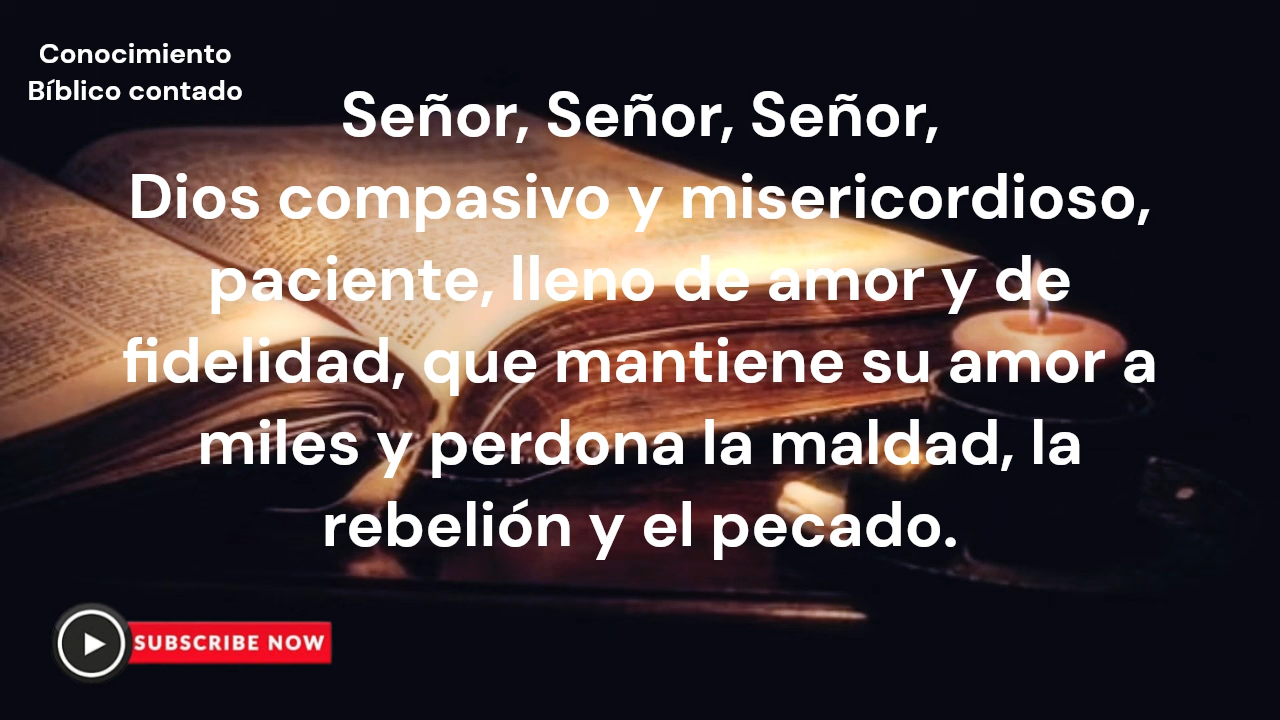 Conocimiento
Bíblico contado
Señor, Señor, Señor,
Dios compasivo y misericordioso,
paciente, lleno de amor y de
fidelidad, que mantiene su amor a
miles y perdona la maldad, la
rebelión y el pecado.
SUBSCRIBE NOW